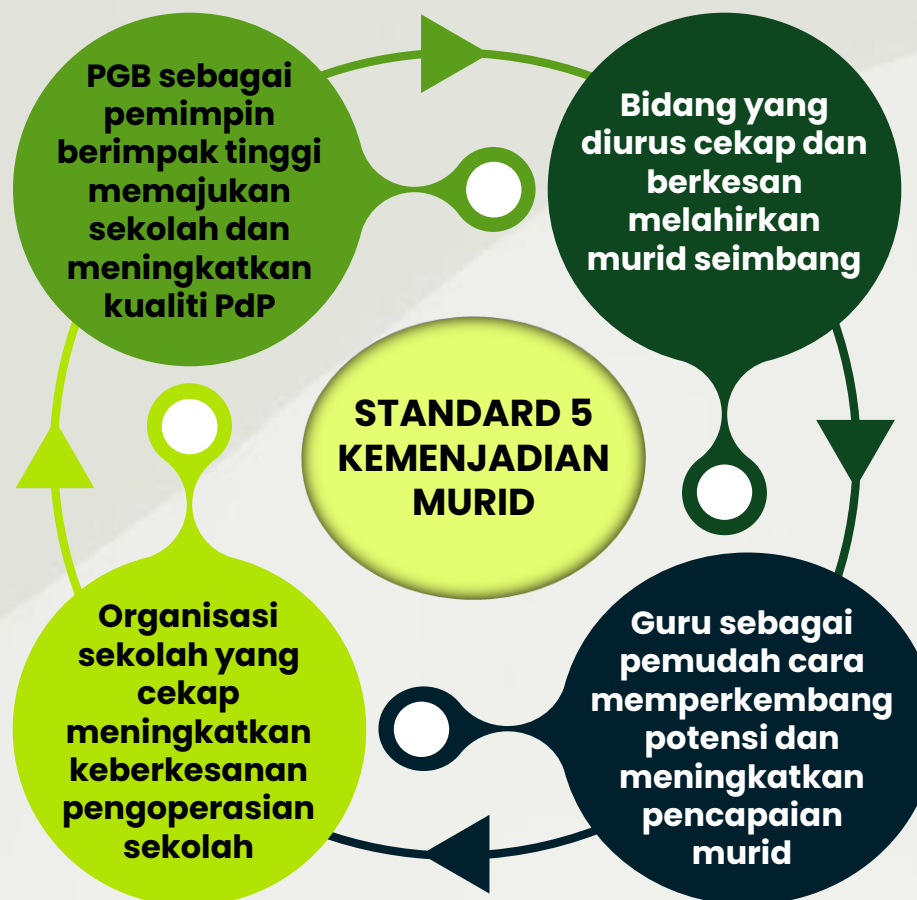 PGB sebagai
pemimpin
berimpak tinggi
memajukan
sekolah dan
meningkatkan
kualiti PdP
Bidang yang
diurus cekap dan
berkesan
melahirkan
murid seimbang
STANDARD 5
KEMENJADIAN
MURID
Organisasi
sekolah yang
cekap
meningkatkan
keberkesanan
pengoperasian
sekolah
Guru sebagai
pemudah cara
memperkembang
potensi dan
meningkatkan
pencapaian
murid